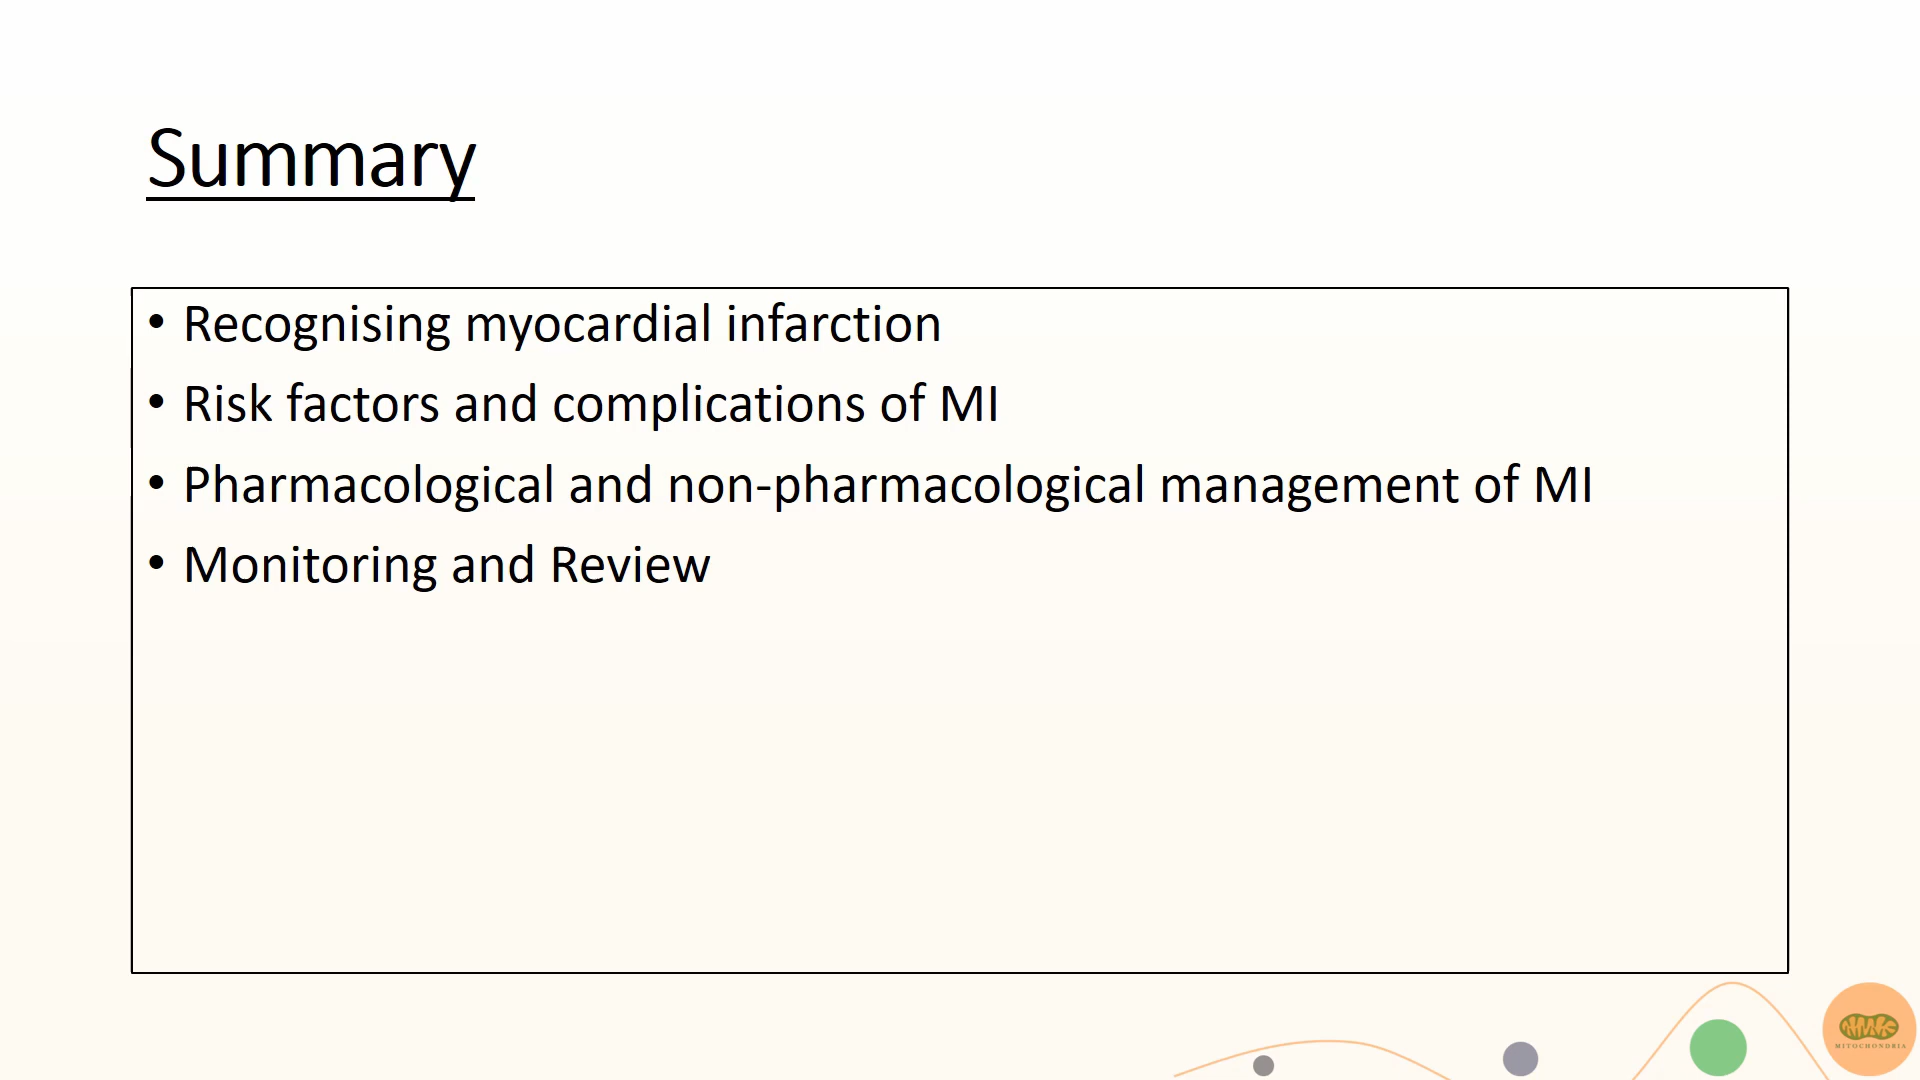 Summary
• Recognising myocardial infarction
• Risk factors and complications of MI
• Pharmacological and non-pharmacological management of MI
• Monitoring and Review
MITOCHONDRIA